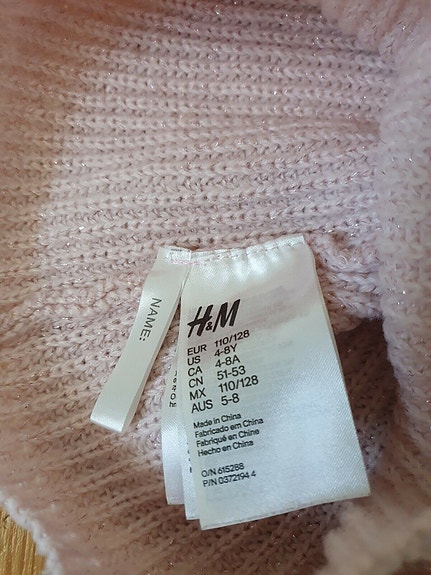 NAME:
H&M
EUR 110/128
US 4-8Y
CA 4-8A
CN 51-53
MX 110/128
AUS 5-8
Made in China
Fabricado em China
Fabriqué en Chine
Hecho en China
O/N 615288
P/N 0372194 4